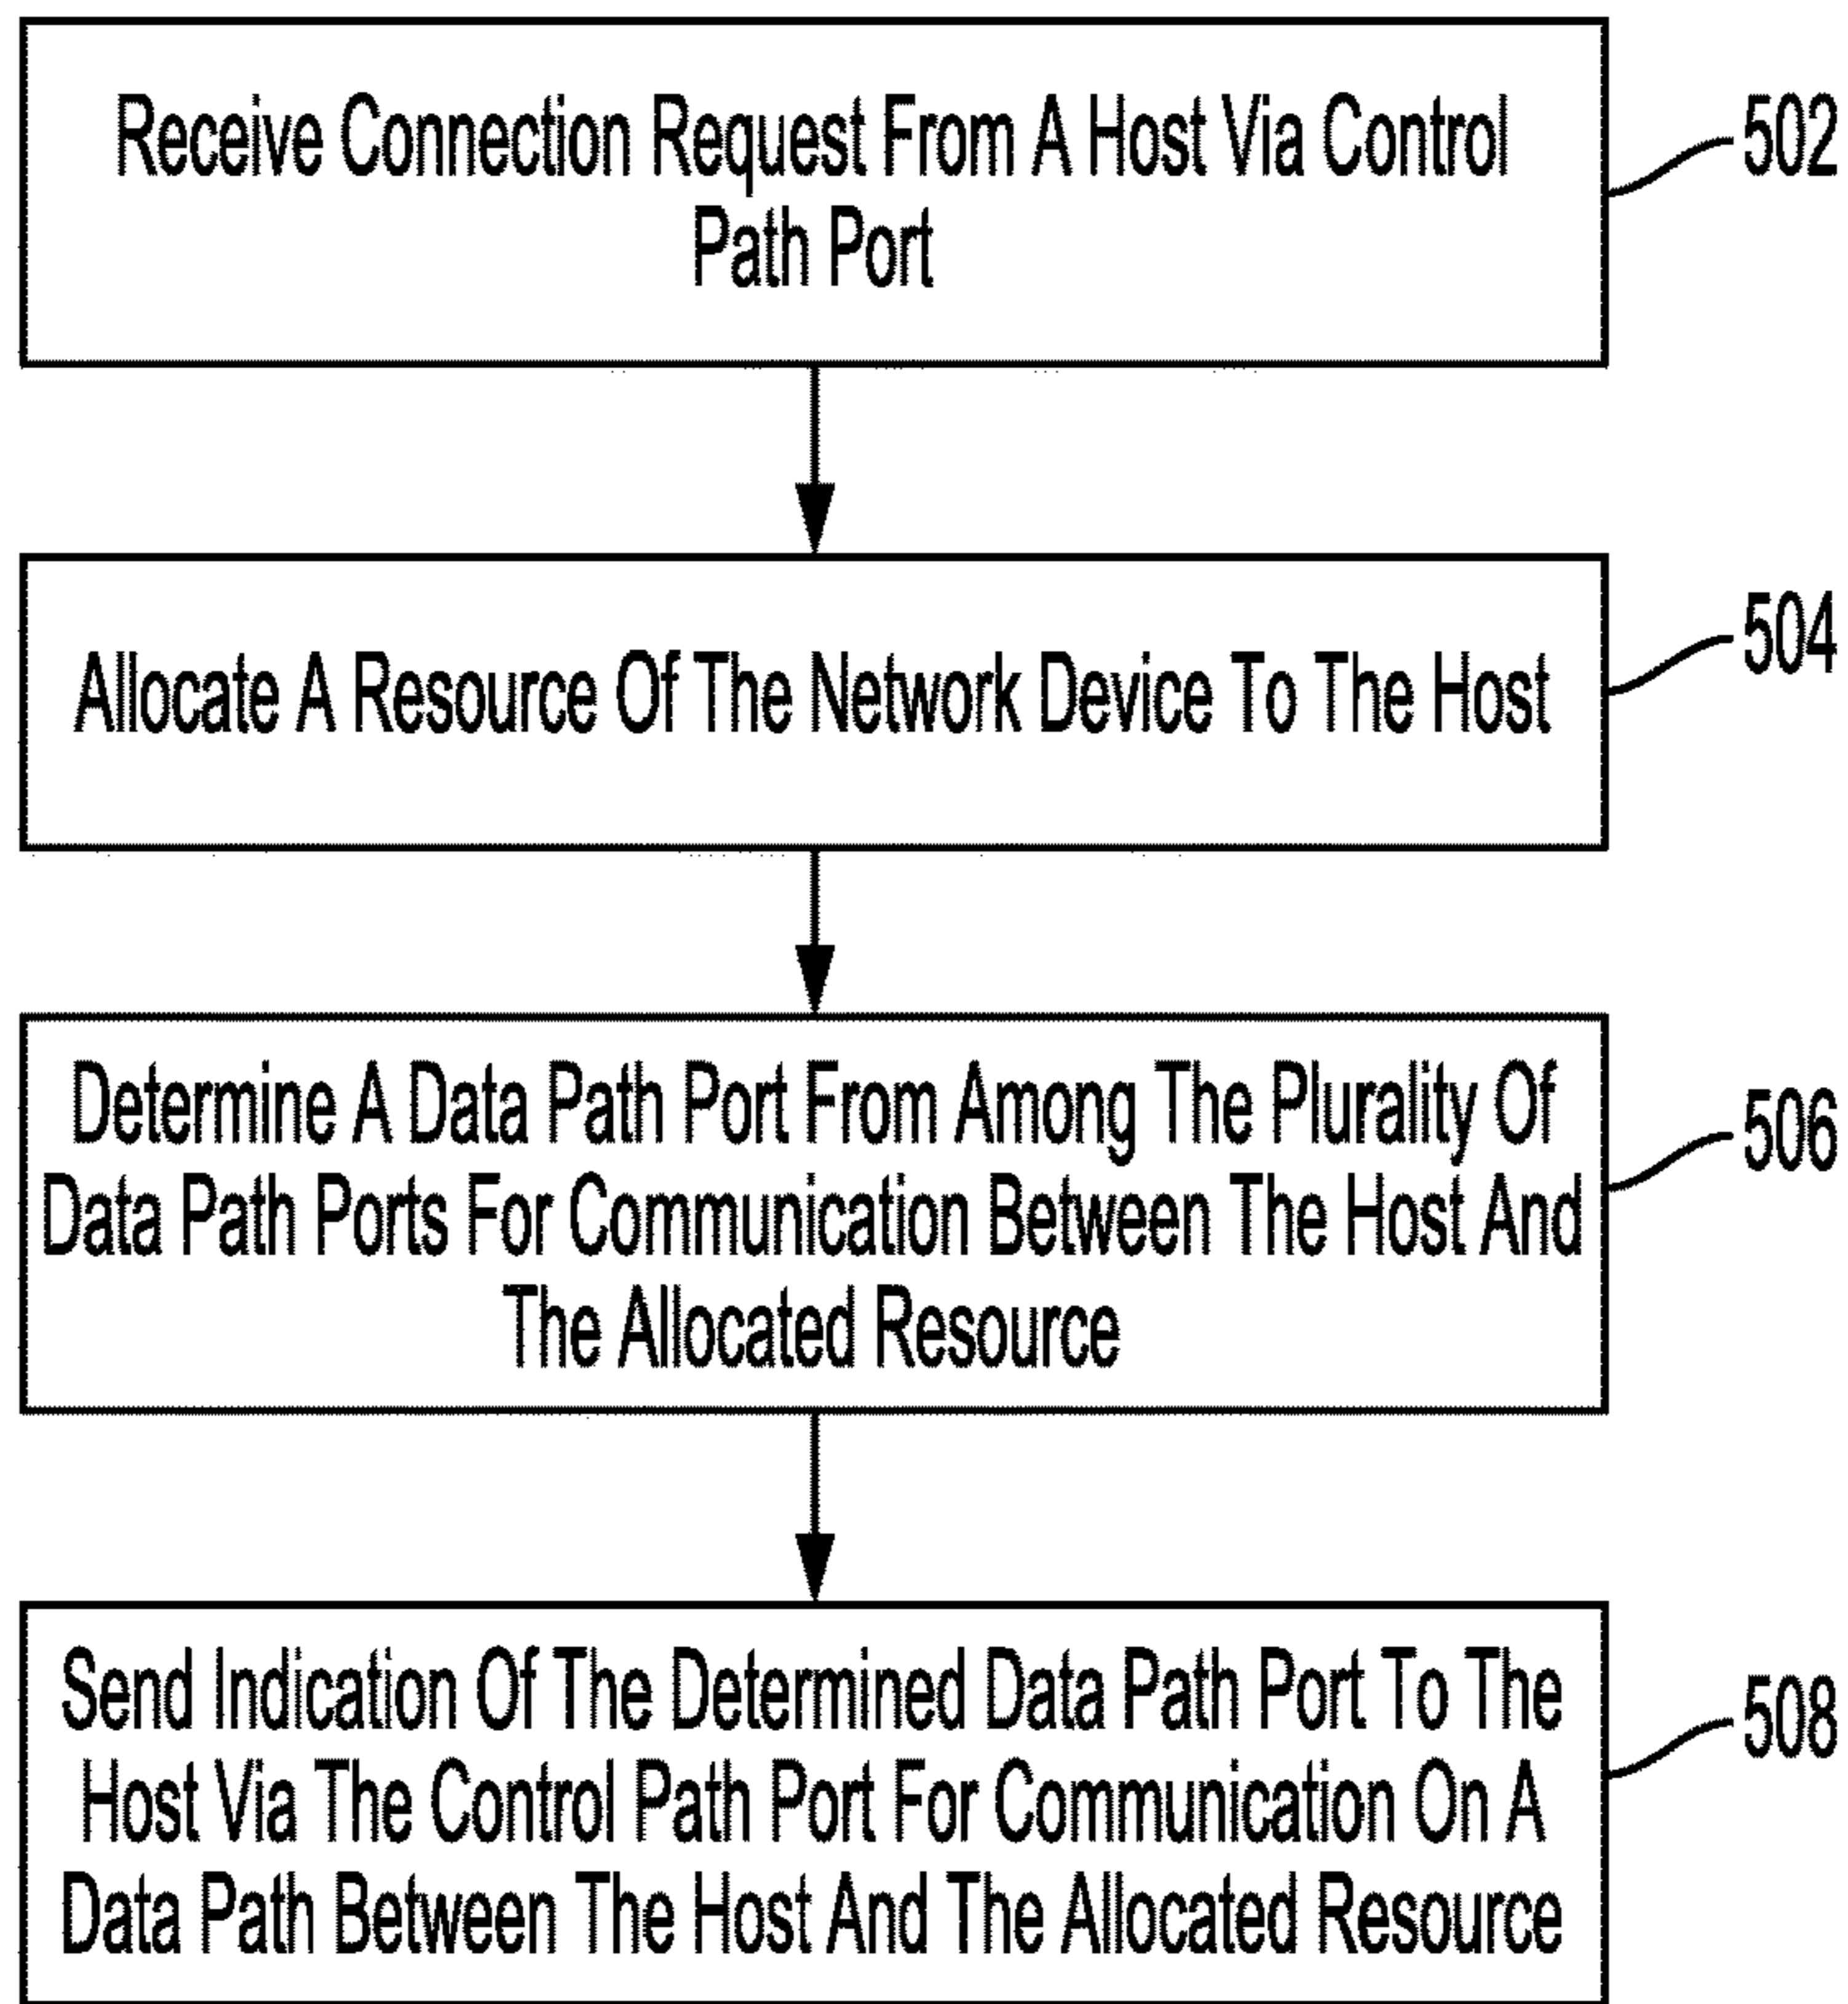 Receive Connection Request From A Host Via Control
Path Port
502
Allocate A Resource Of The Network Device To The Host
504
Determine A Data Path Port From Among The Plurality Of
Data Path Ports For Communication Between The Host And
The Allocated Resource
506
Send Indication Of The Determined Data Path Port To The
Host Via The Control Path Port For Communication On A
Data Path Between The Host And The Allocated Resource
508